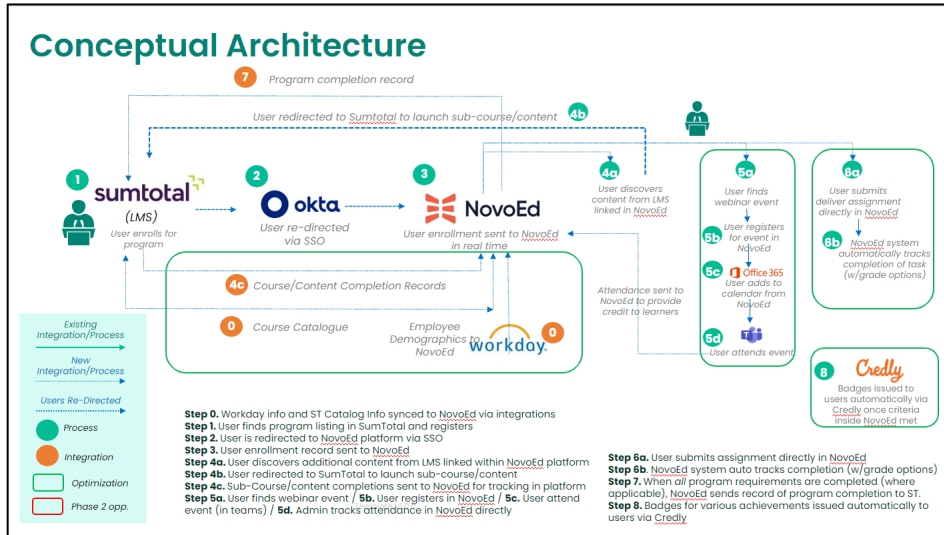 Conceptual Architecture
7
Program completion record
User redirected to Sumtotal to launch sub-course/content
4b
1
sumtotal
(LMS)
User enrolls for
program
2
okta
User re-directed
via SSO
3
NovoEd
User enrollment sent to NovoEd
in real time
4a
User discovers
content from LMS
linked in NovoEd
5a
User finds
webinar event
5b
User registers
for event in
NovoEd
5c
Office 365
User adds to
calendar from
NovoEd
5d
User attends event
6a
User submits
deliver assignment
directly in NovoEd
6b
NovoEd system
automatically tracks
completion of task
(w/grade options)
4c
Course/Content Completion Records
0
Course Catalogue
Employee
Demographics to
NovoEd
workday.
0
Attendance sent to
NovoEd to provide
credit to learners
8
Credly
Badges issued to
users automatically via
Credly once criteria
inside NovoEd met
Existing
Integration/Process
New
Integration/Process
Users Re-Directed
Process
Integration
Optimization
Phase 2 opp.
Step 0. Workday info and ST Catalog Info synced to NovoEd via integrations
Step 1. User finds program listing in SumTotal and registers
Step 2. User is redirected to NovoEd platform via SSO
Step 3. User enrollment record sent to NovoEd
Step 4a. User discovers additional content from LMS linked within NovoEd platform
Step 4b. User redirected to SumTotal to launch sub-course/content
Step 4c. Sub-Course/content completions sent to NovoEd for tracking in platform
Step 5a. User finds webinar event / 5b. User registers in NovoEd / 5c. User attend
event (in teams) / 5d. Admin tracks attendance in NovoEd directly
Step 6a. User submits assignment directly in NovoEd
Step 6b. NovoEd system auto tracks completion (w/grade options)
Step 7. When all program requirements are completed (where
applicable), NovoEd sends record of program completion to ST.
Step 8. Badges for various achievements issued automatically to
users via Credly